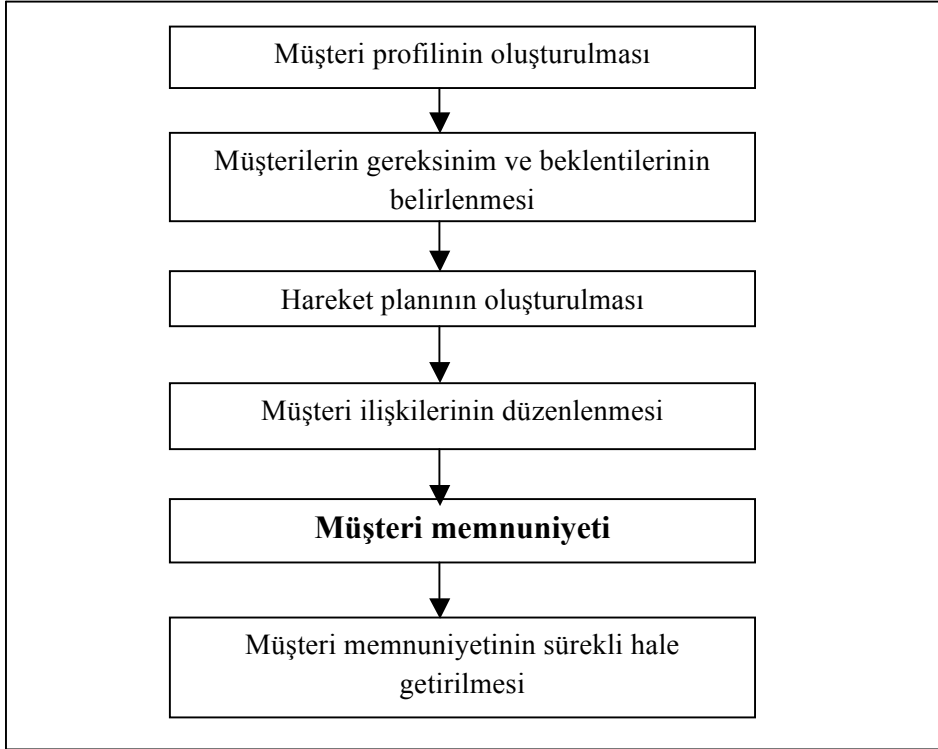 Müşteri profilinin oluşturulması
Müşterilerin gereksinim ve beklentilerinin
belirlenmesi
Hareket planının oluşturulması
Müşteri ilişkilerinin düzenlenmesi
Müşteri memnuniyeti
Müşteri memnuniyetinin sürekli hale
getirilmesi